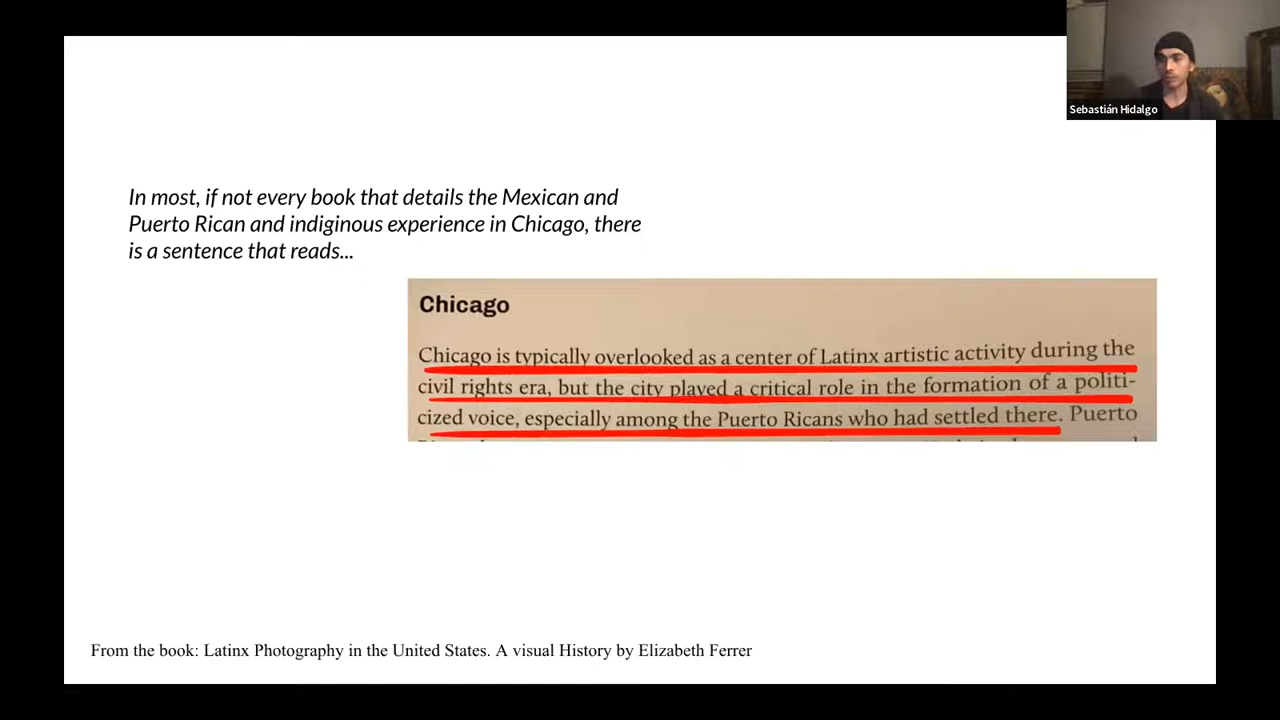 Sebastián Hidalgo
In most, if not every book that details the Mexican and
Puerto Rican and indiginous experience in Chicago, there
is a sentence that reads...
Chicago
Chicago is typically overlooked as a center of Latinx artistic activity during the
civil rights era, but the city played a critical role in the formation of a politi-
cized voice, especially among the Puerto Ricans who had settled there. Puerto
From the book: Latinx Photography in the United States. A visual History by Elizabeth Ferrer